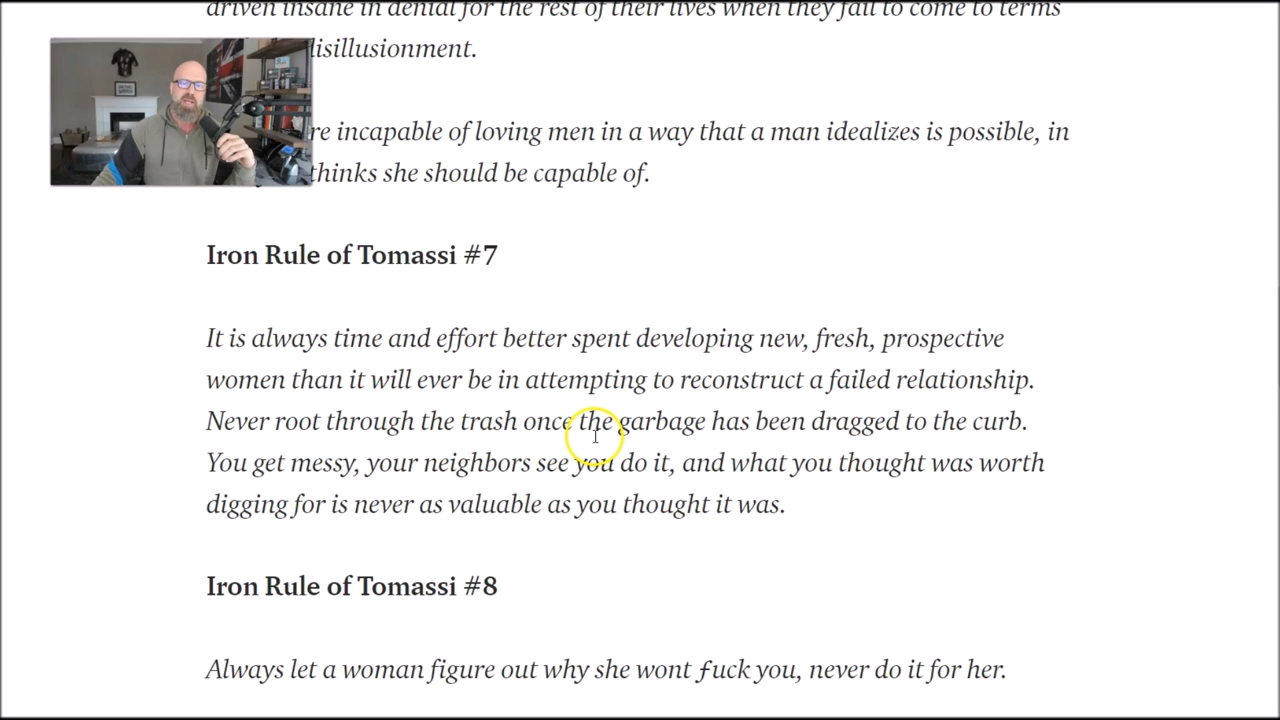 driven insane in denial for the rest of their lives when they fail to come to terms
disillusionment.
re incapable of loving men in a way that a man idealizes is possible, in
thinks she should be capable of.
Iron Rule of Tomassi #7
It is always time and effort better spent developing new, fresh, prospective
women than it will ever be in attempting to reconstruct a failed relationship.
Never root through the trash once the garbage has been dragged to the curb.
You get messy, your neighbors see you do it, and what you thought was worth
digging for is never as valuable as you thought it was.
Iron Rule of Tomassi #8
Always let a woman figure out why she wont ƒuck you, never do it for her.